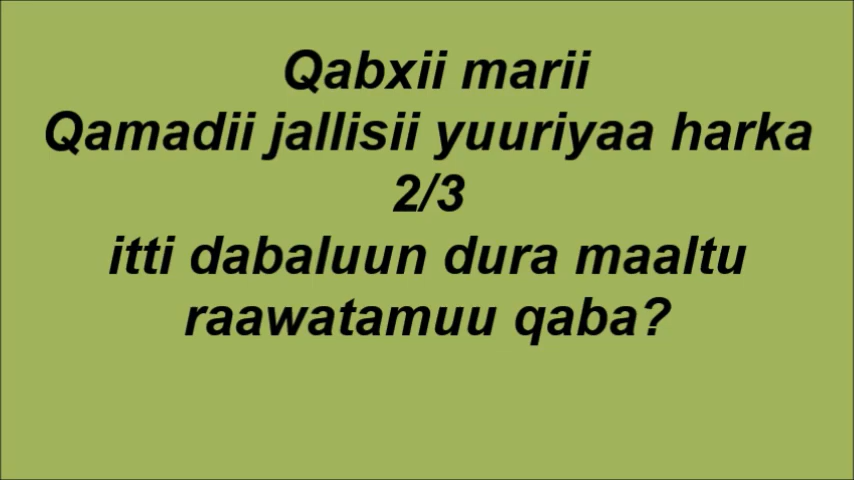 Qabxii marii
Qamadii jallisii yuuriyaa harka
2/3
itti dabaluun dura maaltu
raawatamuu qaba?